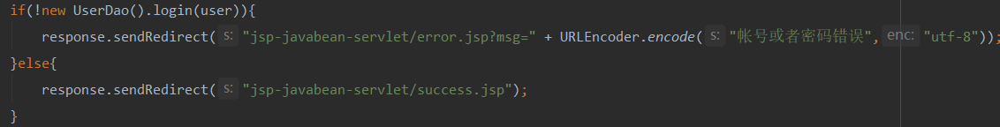 if(!new UserDao().login(user)){
response.sendRedirect( s: "jsp-javabean-servlet/error.jsp?msg=" + URLEncoder.encode( s: "帐号或者密码错误", enc: "utf-8"));
}else{
response.sendRedirect( s: "jsp-javabean-servlet/success.jsp");
}